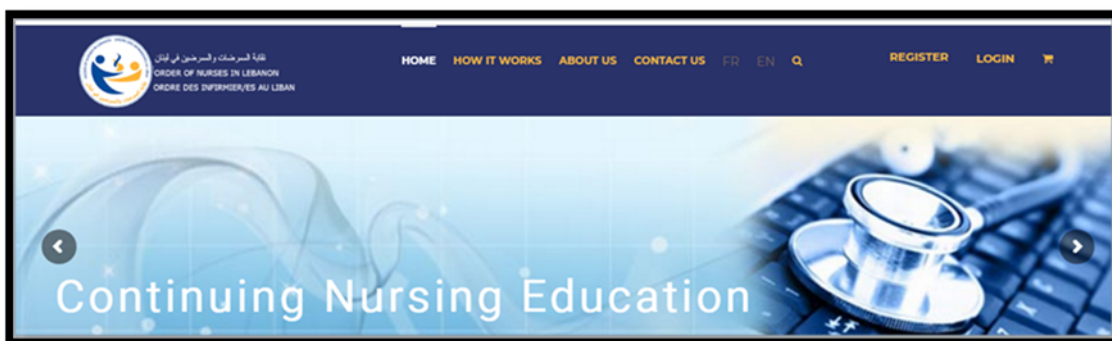 نقابة الممرضات والممرضين في لبنان
ORDER OF NURSES IN LEBANON
ORDRE DES INFIRMIER/ES AU LIBAN
HOME HOW IT WORKS ABOUT US CONTACT US FR EN REGISTER LOGIN
Continuing Nursing Education